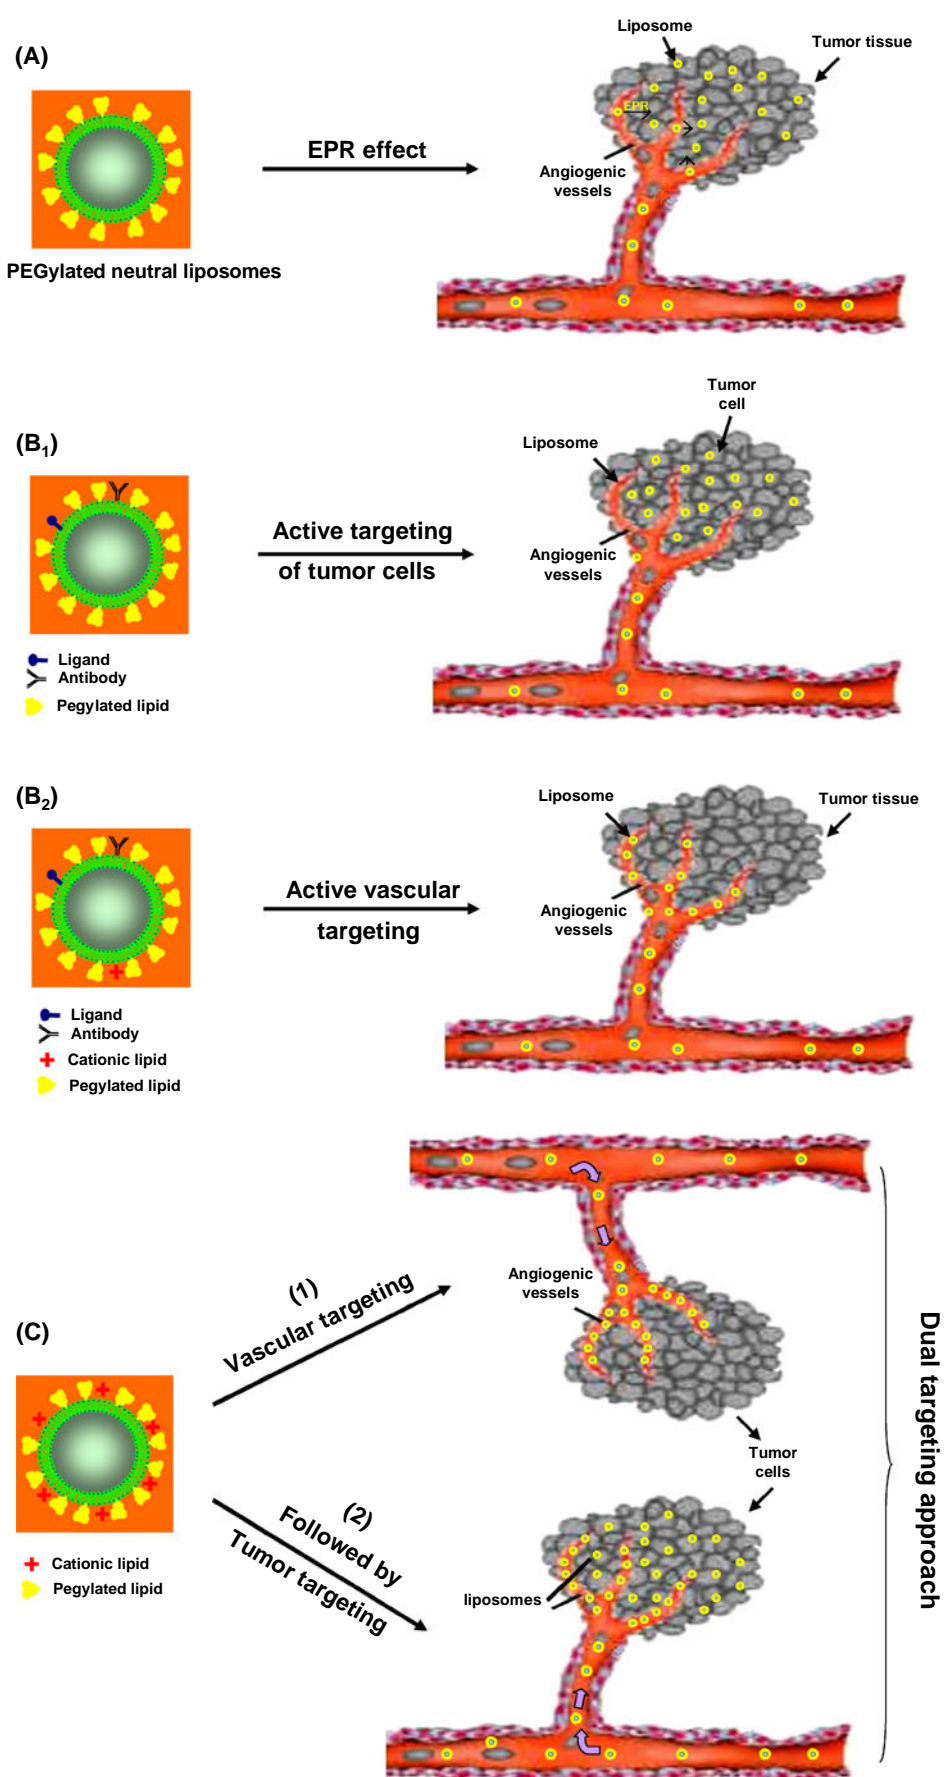 (A)
Liposome
Tumor tissue
EPR
EPR effect
Angiogenic
vessels
PEGylated neutral liposomes
Tumor
cell
(B1)
Liposome
Active targeting
of tumor cells
Angiogenic
vessels
Ligand
Antibody
Pegylated lipid
(B2)
Liposome
Tumor tissue
Active vascular
targeting
Angiogenic
vessels
Ligand
Antibody
Cationic lipid
Pegylated lipid
(C)
(1)
Vascular targeting
Angiogenic
vessels
Tumor
cells
(2)
Followed by
Tumor targeting
liposomes
Cationic lipid
Pegylated lipid
Dual targeting approach